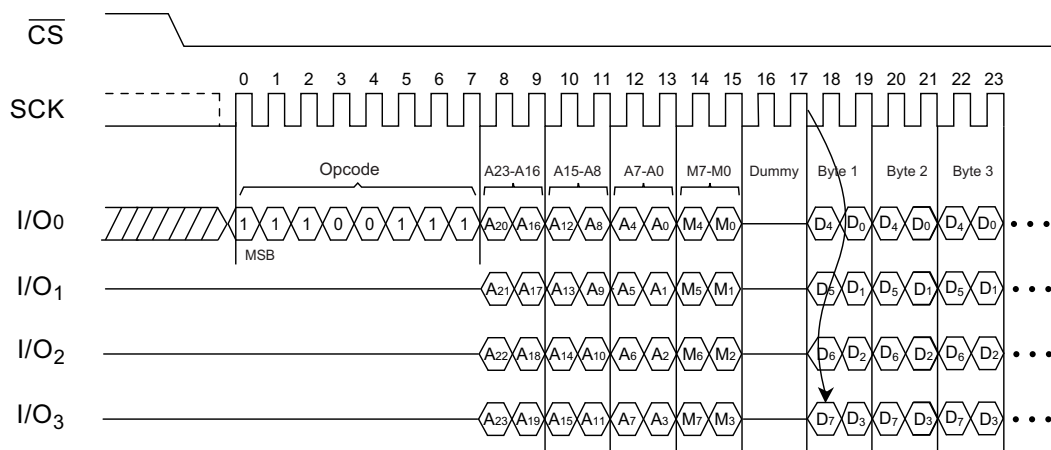 CS
0 1 2 3 4 5 6 7 8 9 10 11 12 13 14 15 16 17 18 19 20 21 22 23
SCK
Opcode A23-A16 A15-A8 A7-A0 M7-M0 Dummy Byte 1 Byte 2 Byte 3
I/O0 1 1 1 0 0 1 1 1 A20 A16 A12 A8 A4 A0 M4 M0 D4 D0 D4 D0 D4 D0
MSB
I/O1 A21 A17 A13 A9 A5 A1 M5 M1 D5 D1 D5 D1 D5 D1
I/O2 A22 A18 A14 A10 A6 A2 M6 M2 D6 D2 D6 D2 D6 D2
I/O3 A23 A19 A15 A11 A7 A3 M7 M3 D7 D3 D7 D3 D7 D3